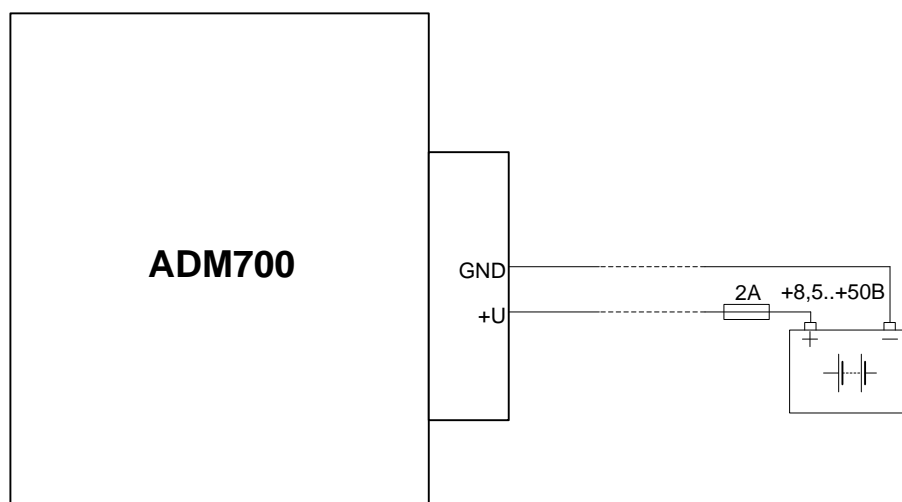 ADM700
GND
+U
2A
+8,5..+50В
+
−